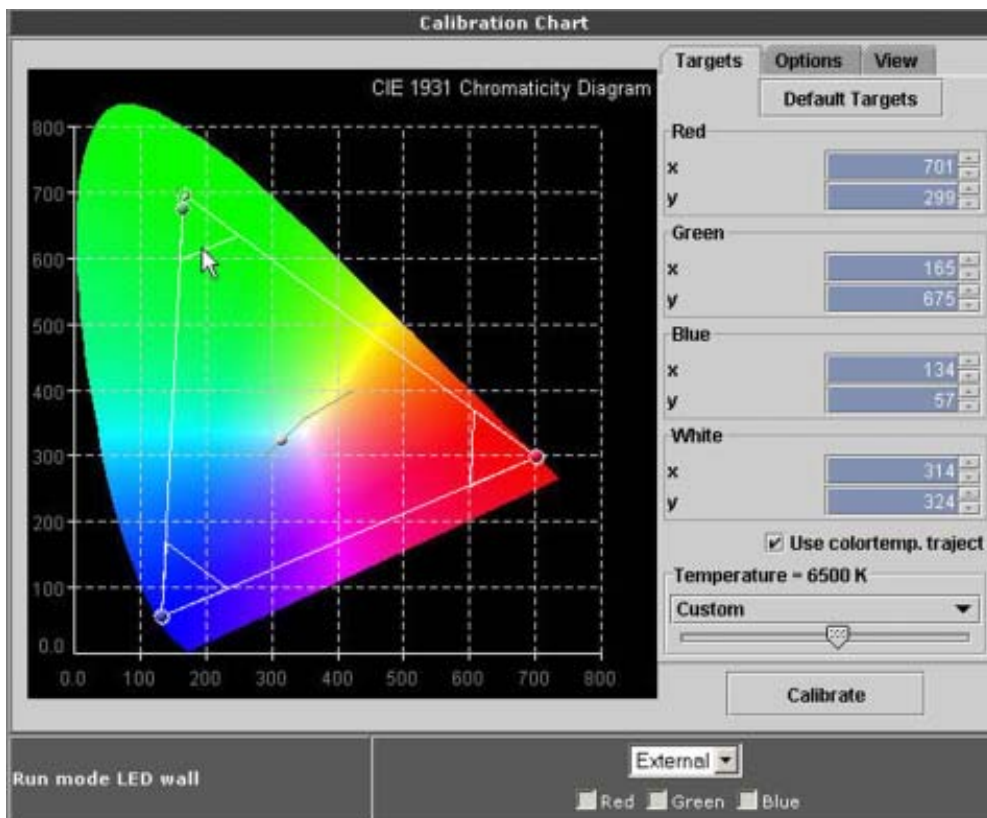 Calibration Chart
CIE 1931 Chromaticity Diagram
800
700
600
500
400
300
200
100
0.0
0.0 100 200 300 400 500 600 700 800
Targets Options View
Default Targets
Red
x 701
y 299
Green
x 165
y 675
Blue
x 134
y 57
White
x 314
y 324
Use colortemp. traject
Temperature = 6500 K
Custom
Calibrate
Run mode LED wall
External
Red Green Blue